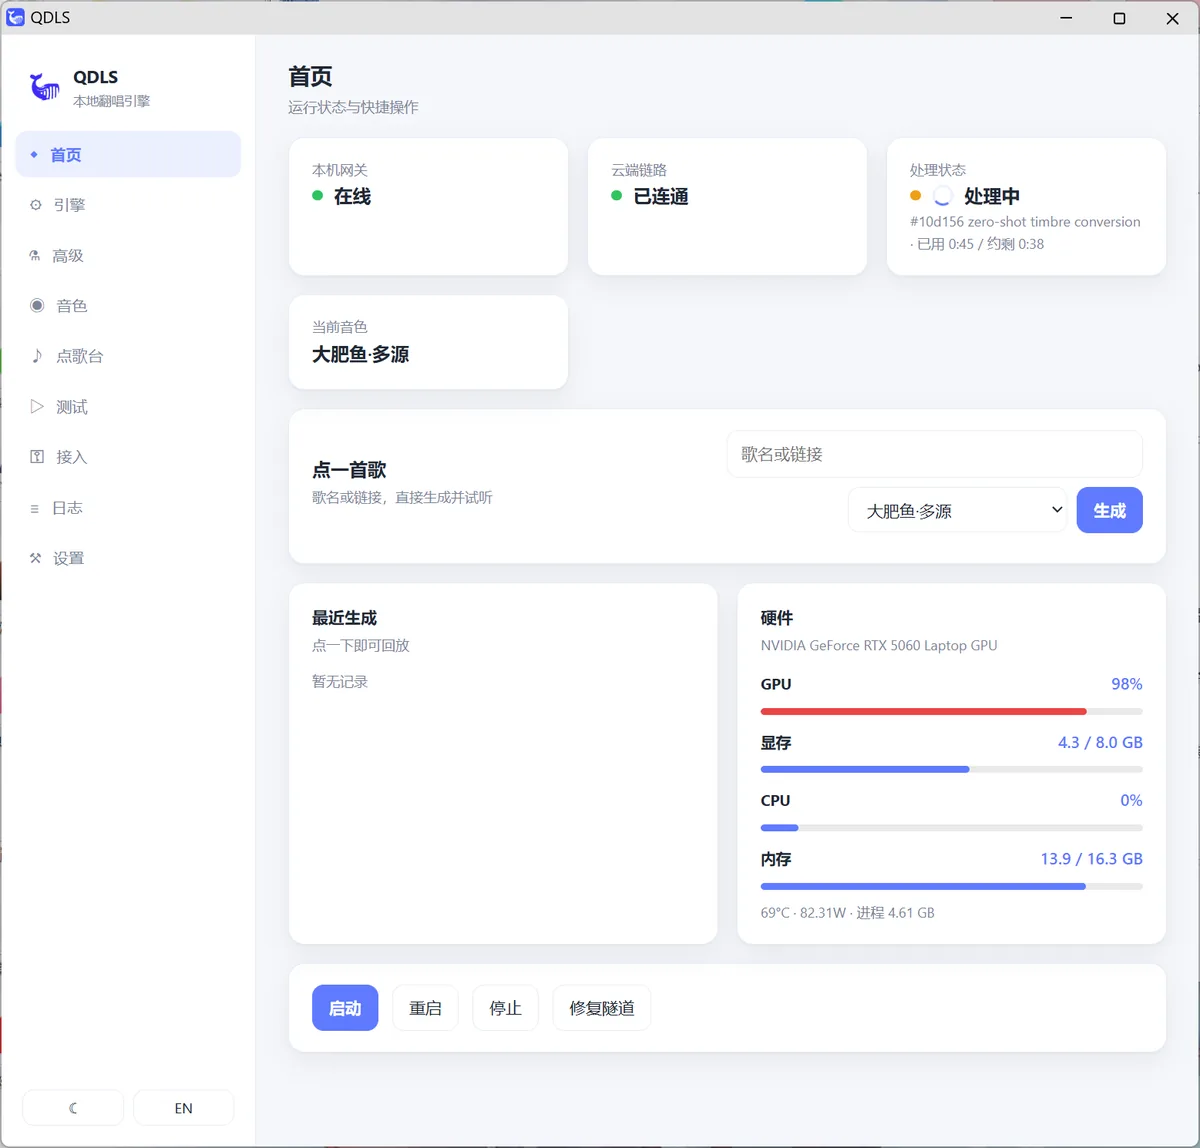 QDLS
QDLS
本地翻唱引擎
首页
引擎
高级
音色
点歌台
测试
接入
日志
设置
EN
首页
运行状态与快捷操作
本机网关
在线
云端链路
已连通
处理状态
处理中
#10d156 zero-shot timbre conversion
· 已用 0:45 / 约剩 0:38
当前音色
大肥鱼·多源
点一首歌
歌名或链接，直接生成并试听
歌名或链接
大肥鱼·多源
生成
最近生成
点一下即可回放
暂无记录
硬件
NVIDIA GeForce RTX 5060 Laptop GPU
GPU 98%
显存 4.3 / 8.0 GB
CPU 0%
内存 13.9 / 16.3 GB
69°C · 82.31W · 进程 4.61 GB
启动 重启 停止 修复隧道